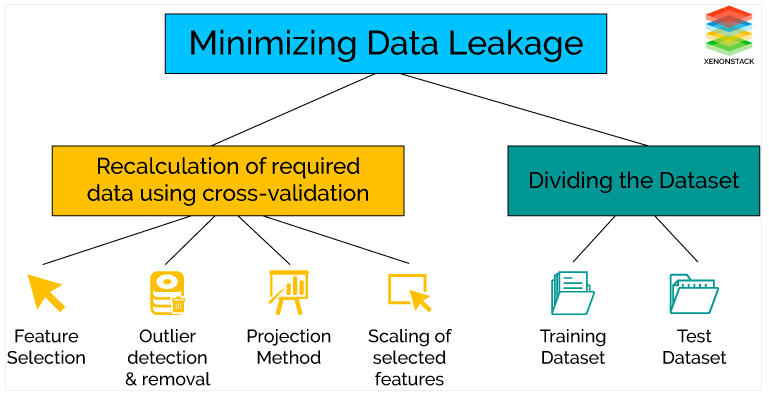 Minimizing Data Leakage
XENONSTACK
Recalculation of required
data using cross-validation
Dividing the Dataset
Feature
Selection
Outlier
detection
& removal
Projection
Method
Scaling of
selected
features
Training
Dataset
Test
Dataset